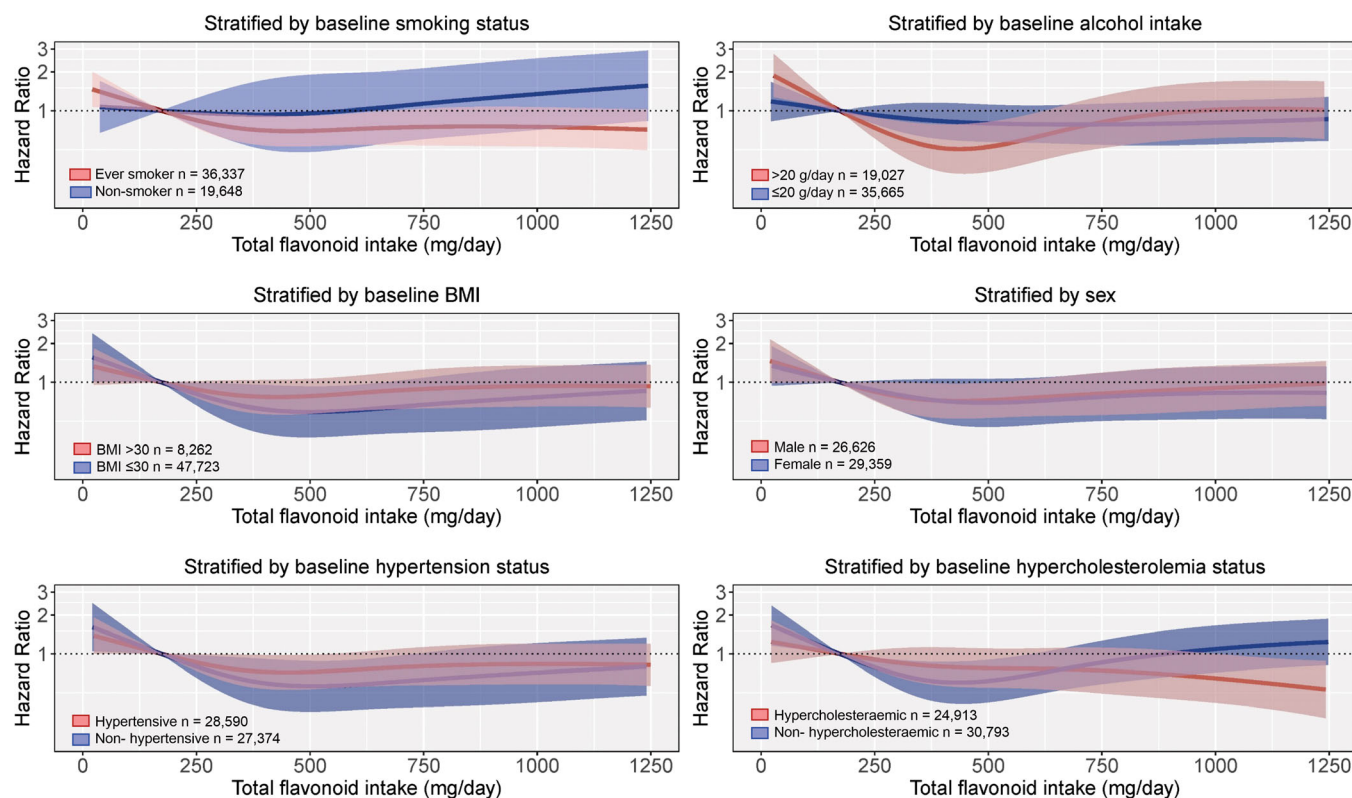 Stratified by baseline smoking status
Hazard Ratio
3
2
1
Ever smoker n = 36,337
Non-smoker n = 19,648
0 250 500 750 1000 1250
Total flavonoid intake (mg/day)
Stratified by baseline alcohol intake
Hazard Ratio
3
2
1
>20 g/day n = 19,027
≤20 g/day n = 35,665
0 250 500 750 1000 1250
Total flavonoid intake (mg/day)
Stratified by baseline BMI
Hazard Ratio
3
2
1
BMI >30 n = 8,262
BMI ≤30 n = 47,723
0 250 500 750 1000 1250
Total flavonoid intake (mg/day)
Stratified by sex
Hazard Ratio
3
2
1
Male n = 26,626
Female n = 29,359
0 250 500 750 1000 1250
Total flavonoid intake (mg/day)
Stratified by baseline hypertension status
Hazard Ratio
3
2
1
Hypertensive n = 28,590
Non- hypertensive n = 27,374
0 250 500 750 1000 1250
Total flavonoid intake (mg/day)
Stratified by baseline hypercholesterolemia status
Hazard Ratio
3
2
1
Hypercholesteraemic n = 24,913
Non- hypercholesteraemic n = 30,793
0 250 500 750 1000 1250
Total flavonoid intake (mg/day)